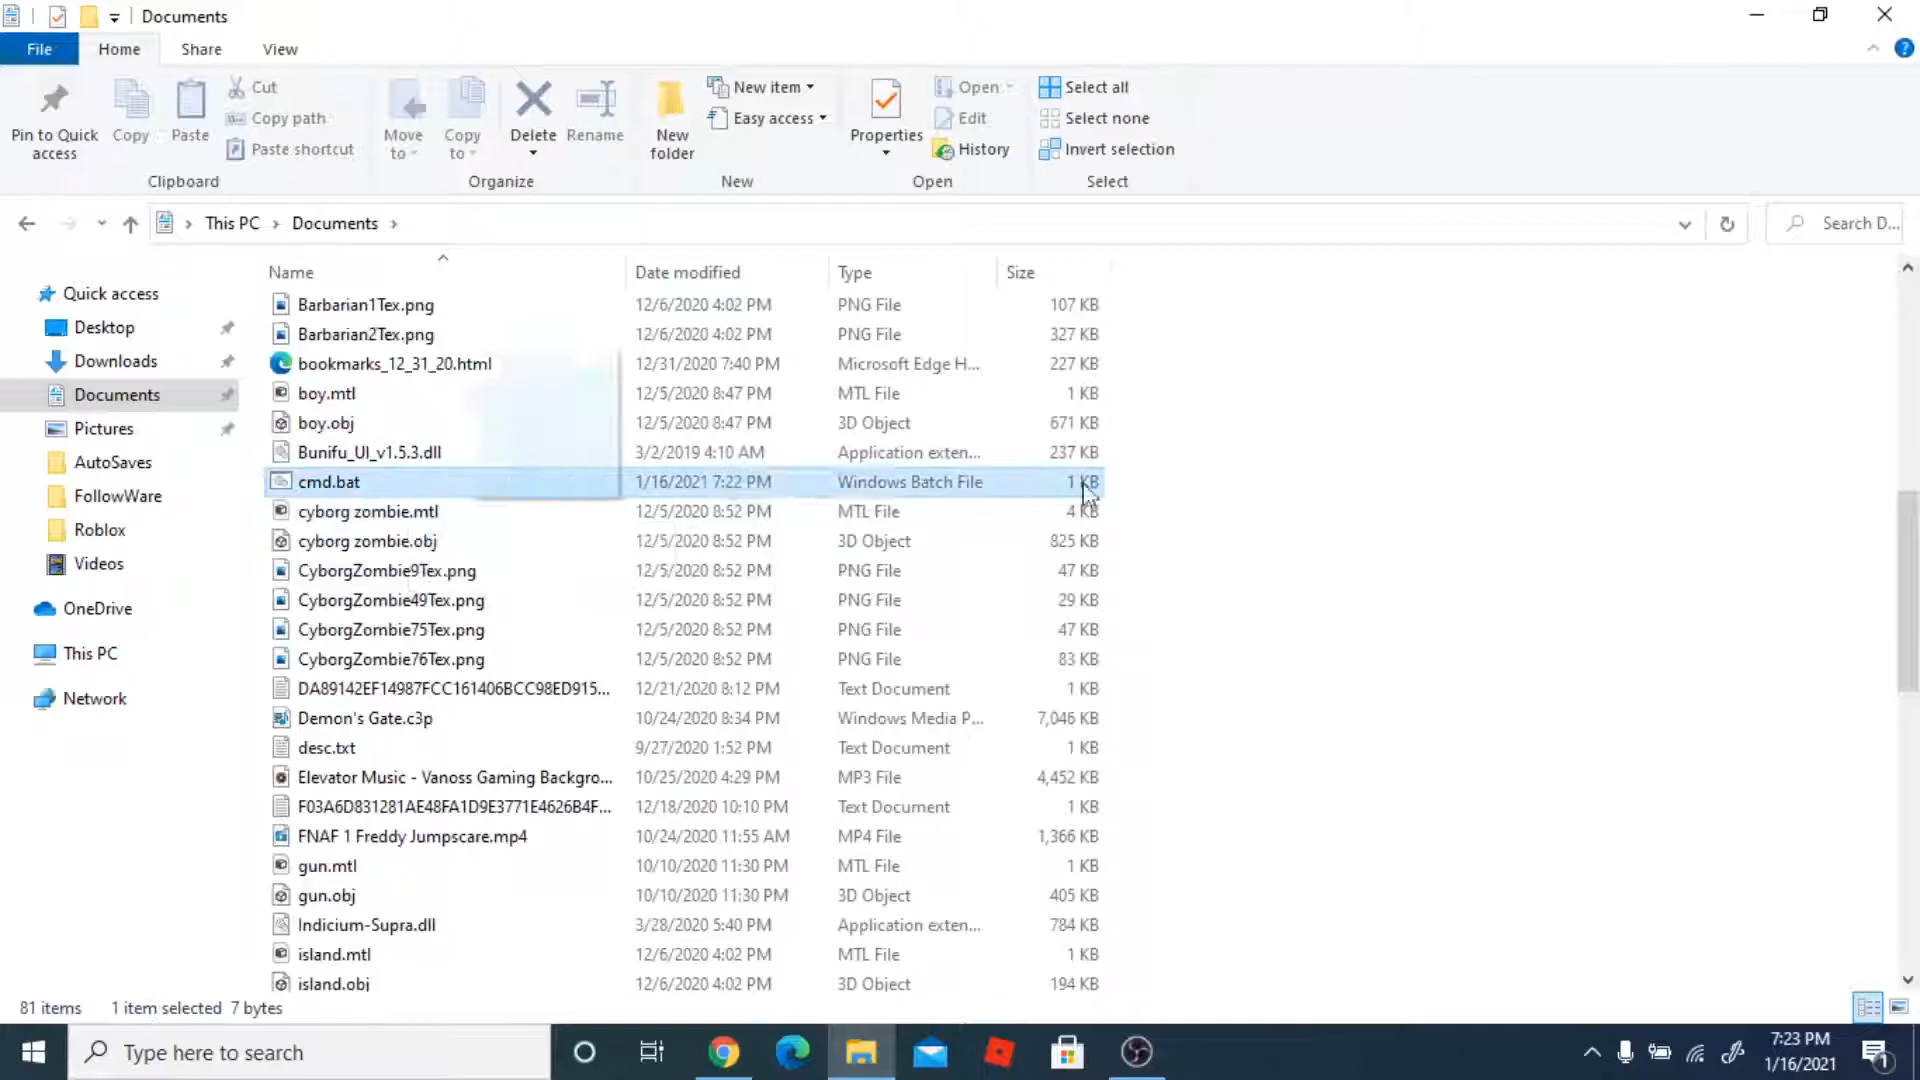 Documents
File Home Share View
Pin to Quick access
Copy
Paste
Cut
Copy path
Paste shortcut
Clipboard
Move to
Copy to
Delete
Rename
Organize
New folder
New item
Easy access
New
Properties
Open
Edit
History
Open
Select all
Select none
Invert selection
Select
This PC Documents
Search D...
Quick access
Desktop
Downloads
Documents
Pictures
AutoSaves
FollowWare
Roblox
Videos
OneDrive
This PC
Network
Name Date modified Type Size
Barbarian1Tex.png 12/6/2020 4:02 PM PNG File 107 KB
Barbarian2Tex.png 12/6/2020 4:02 PM PNG File 327 KB
bookmarks_12_31_20.html 12/31/2020 7:40 PM Microsoft Edge H... 227 KB
boy.mtl 12/5/2020 8:47 PM MTL File 1 KB
boy.obj 12/5/2020 8:47 PM 3D Object 671 KB
Bunifu_UI_v1.5.3.dll 3/2/2019 4:10 AM Application exten... 237 KB
cmd.bat 1/16/2021 7:22 PM Windows Batch File 1 KB
cyborg zombie.mtl 12/5/2020 8:52 PM MTL File 4 KB
cyborg zombie.obj 12/5/2020 8:52 PM 3D Object 825 KB
CyborgZombie9Tex.png 12/5/2020 8:52 PM PNG File 47 KB
CyborgZombie49Tex.png 12/5/2020 8:52 PM PNG File 29 KB
CyborgZombie75Tex.png 12/5/2020 8:52 PM PNG File 47 KB
CyborgZombie76Tex.png 12/5/2020 8:52 PM PNG File 83 KB
DA89142EF14987FCC161406BCC98ED915... 12/21/2020 8:12 PM Text Document 1 KB
Demon's Gate.c3p 10/24/2020 8:34 PM Windows Media P... 7,046 KB
desc.txt 9/27/2020 1:52 PM Text Document 1 KB
Elevator Music - Vanoss Gaming Backgro... 10/25/2020 4:29 PM MP3 File 4,452 KB
F03A6D831281AE48FA1D9E3771E4626B4F... 12/18/2020 10:10 PM Text Document 1 KB
FNAF 1 Freddy Jumpscare.mp4 10/24/2020 11:55 AM MP4 File 1,366 KB
gun.mtl 10/10/2020 11:30 PM MTL File 1 KB
gun.obj 10/10/2020 11:30 PM 3D Object 405 KB
Indicium-Supra.dll 3/28/2020 5:40 PM Application exten... 784 KB
island.mtl 12/6/2020 4:02 PM MTL File 1 KB
island.obj 12/6/2020 4:02 PM 3D Object 194 KB
81 items 1 item selected 7 bytes
Type here to search
7:23 PM
1/16/2021
1